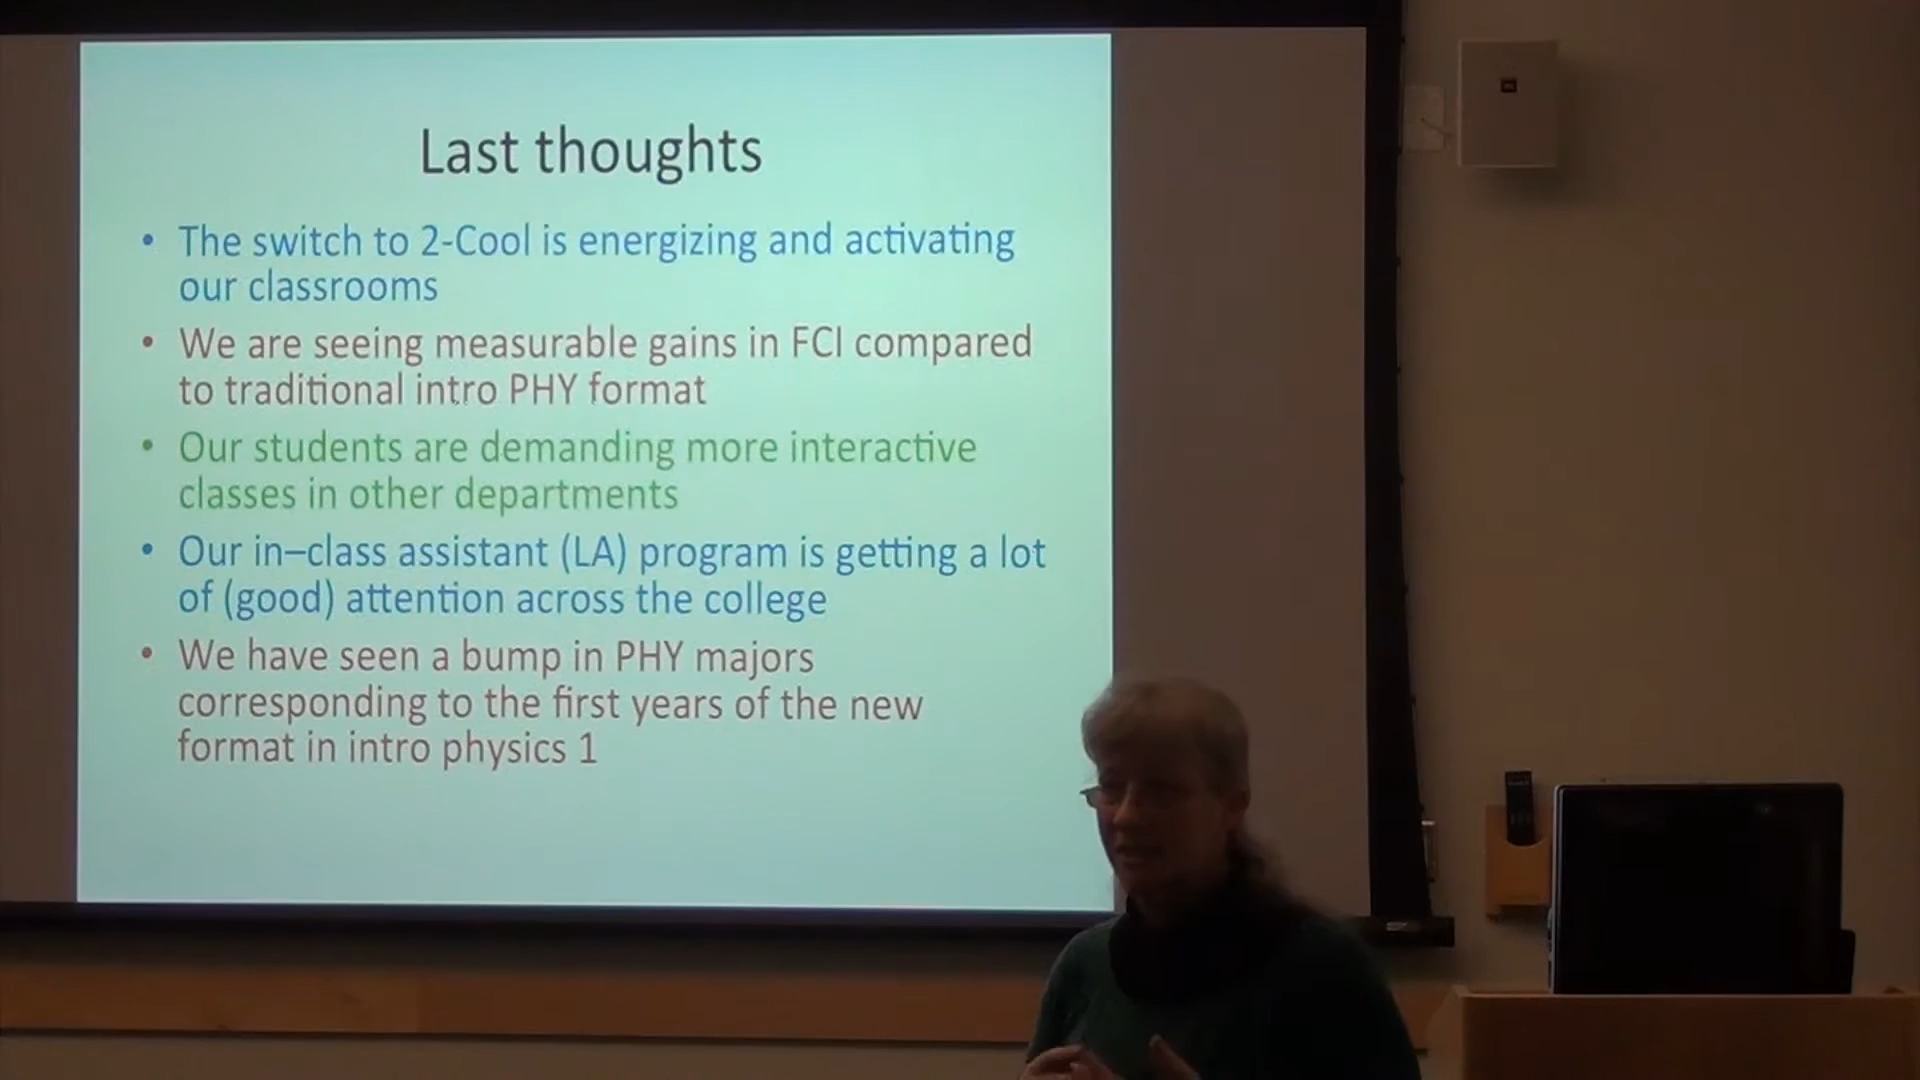 Last thoughts
• The switch to 2-Cool is energizing and activating
our classrooms
• We are seeing measurable gains in FCI compared
to traditional intro PHY format
• Our students are demanding more interactive
classes in other departments
• Our in–class assistant (LA) program is getting a lot
of (good) attention across the college
• We have seen a bump in PHY majors
corresponding to the first years of the new
format in intro physics 1